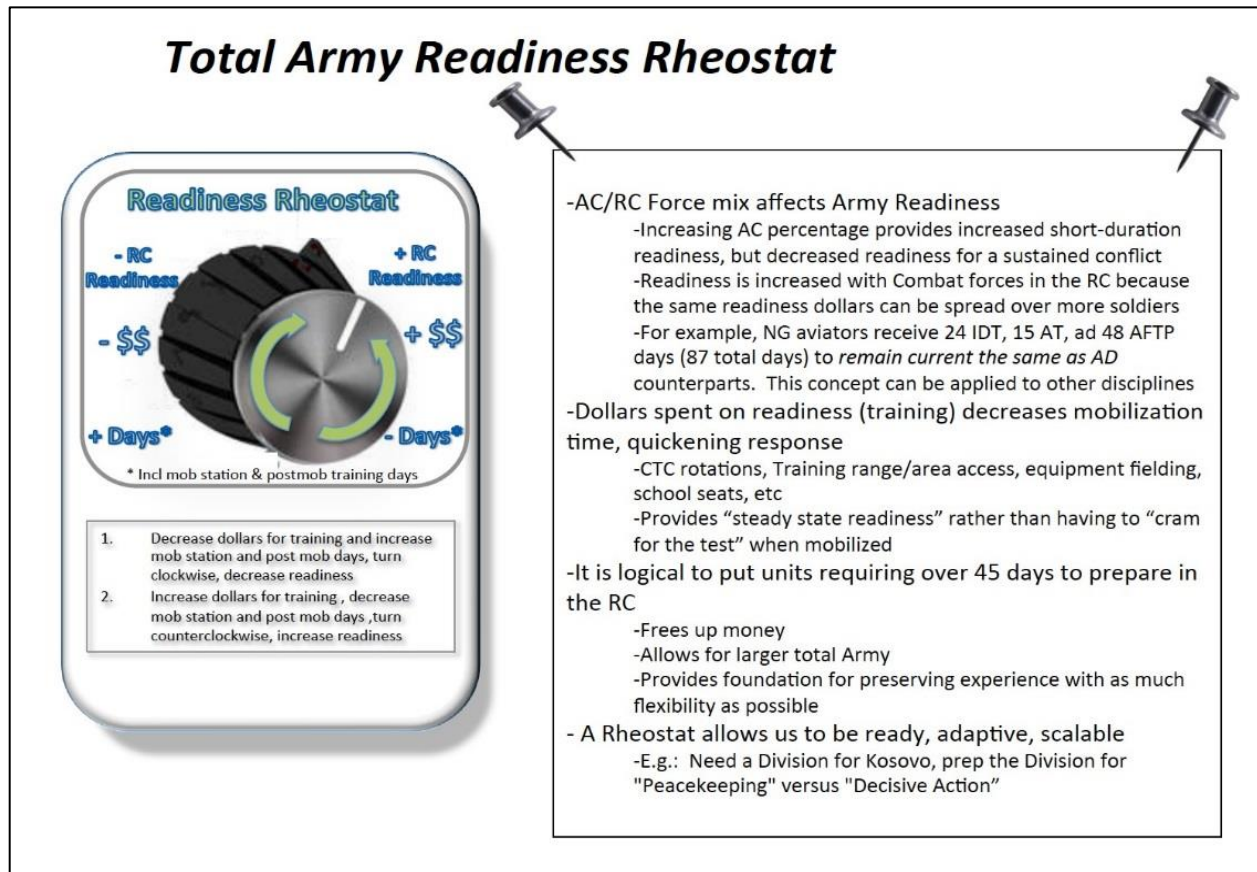 Total Army Readiness Rheostat
Readiness Rheostat
- RC
Readiness
+ RC
Readiness
- $$
+ $$
+ Days*
- Days*
* Incl mob station & postmob training days
1. Decrease dollars for training and increase
mob station and post mob days, turn
clockwise, decrease readiness
2. Increase dollars for training , decrease
mob station and post mob days ,turn
counterclockwise, increase readiness
-AC/RC Force mix affects Army Readiness
-Increasing AC percentage provides increased short-duration
readiness, but decreased readiness for a sustained conflict
-Readiness is increased with Combat forces in the RC because
the same readiness dollars can be spread over more soldiers
-For example, NG aviators receive 24 IDT, 15 AT, ad 48 AFTP
days (87 total days) to remain current the same as AD
counterparts.  This concept can be applied to other disciplines
-Dollars spent on readiness (training) decreases mobilization
time, quickening response
-CTC rotations, Training range/area access, equipment fielding,
school seats, etc
-Provides “steady state readiness” rather than having to “cram
for the test” when mobilized
-It is logical to put units requiring over 45 days to prepare in
the RC
-Frees up money
-Allows for larger total Army
-Provides foundation for preserving experience with as much
flexibility as possible
- A Rheostat allows us to be ready, adaptive, scalable
-E.g.:  Need a Division for Kosovo, prep the Division for
"Peacekeeping" versus "Decisive Action”